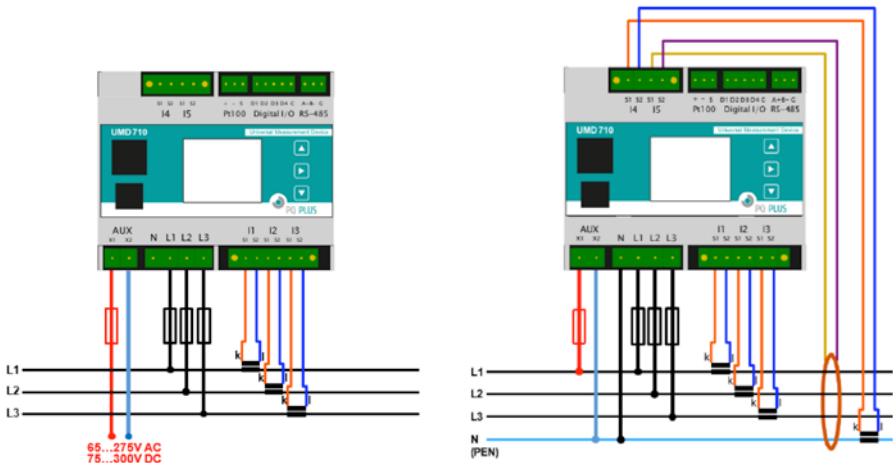 S1 S2 S1 S2 + - S D1 D2 D3 D4 C A+B- G
I4 I5 Pt100 Digital I/O RS-485
UMD 710 Universal Measurement Device
PQ PLUS
AUX N L1 L2 L3 I1 I2 I3
X1 X2 S1 S2 S1 S2 S1 S2
k l
L1
k l
L2
k l
L3
65...275V AC
75...300V DC
S1 S2 S1 S2 + - S D1 D2 D3 D4 C A+B- G
I4 I5 Pt100 Digital I/O RS-485
UMD 710 Universal Measurement Device
PQ PLUS
AUX N L1 L2 L3 I1 I2 I3
X1 X2 S1 S2 S1 S2 S1 S2
k l
L1
k l
L2
k l
L3
k l
N
(PEN)